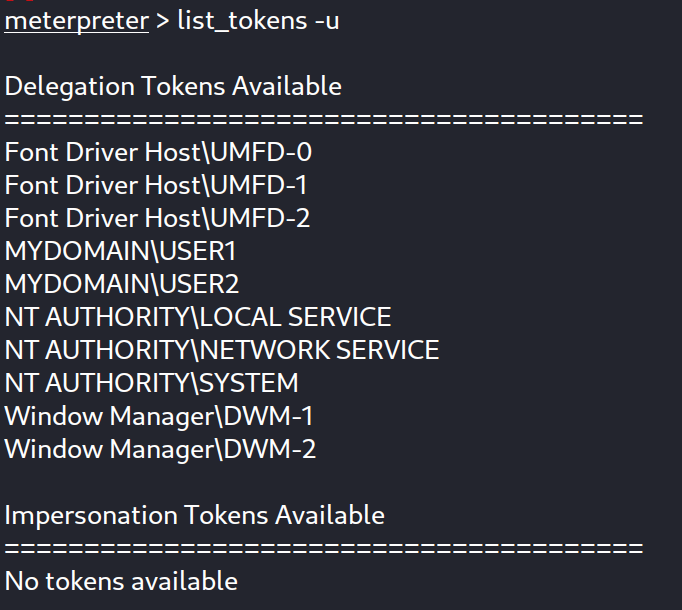 meterpreter > list_tokens -u
Delegation Tokens Available
========================================
Font Driver Host\UMFD-0
Font Driver Host\UMFD-1
Font Driver Host\UMFD-2
MYDOMAIN\USER1
MYDOMAIN\USER2
NT AUTHORITY\LOCAL SERVICE
NT AUTHORITY\NETWORK SERVICE
NT AUTHORITY\SYSTEM
Window Manager\DWM-1
Window Manager\DWM-2
Impersonation Tokens Available
========================================
No tokens available